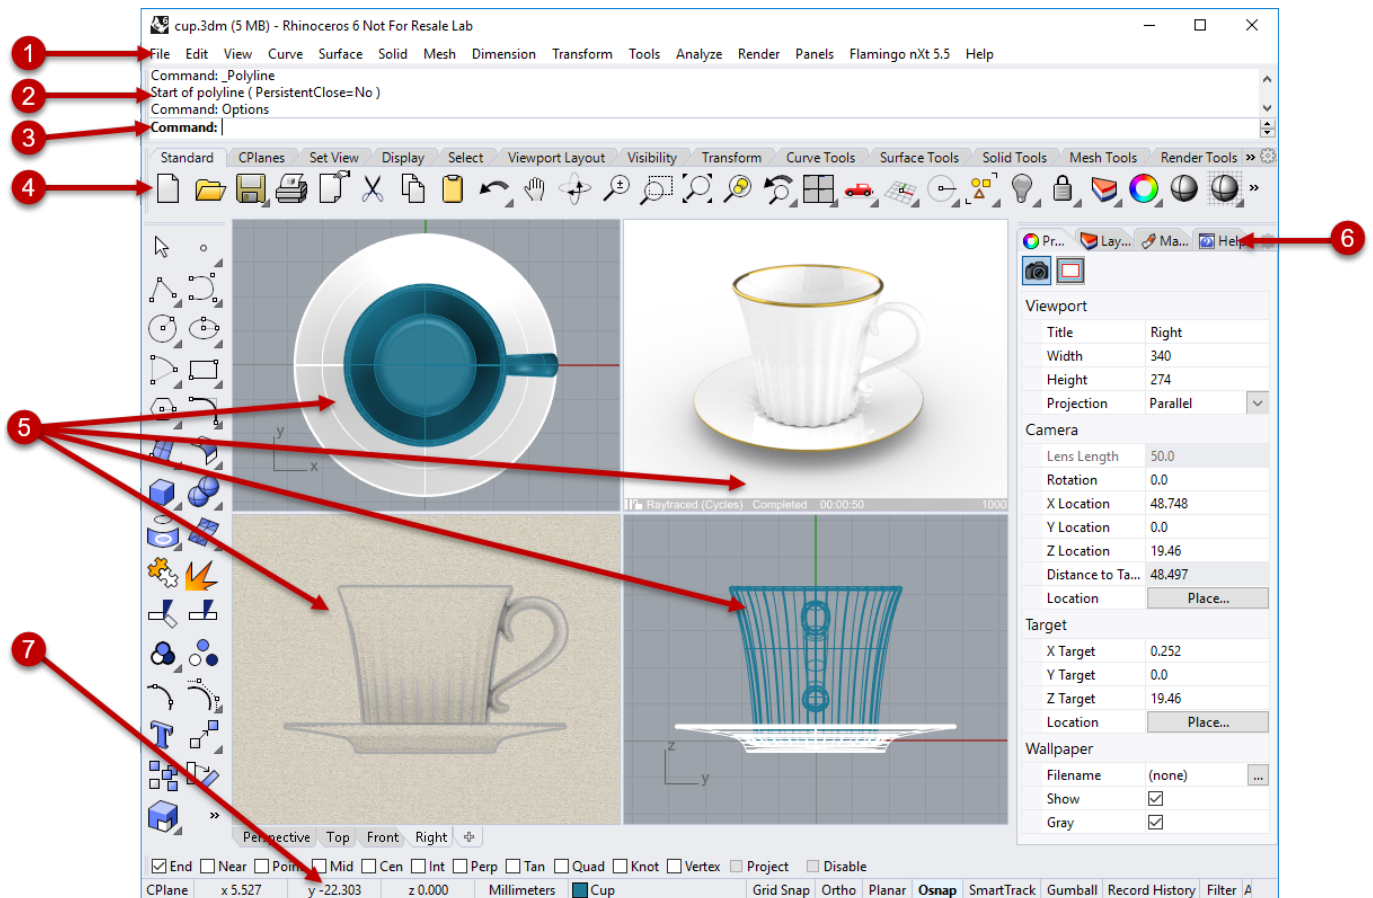 cup.3dm (5 MB) - Rhinoceros 6 Not For Resale Lab
1
File Edit View Curve Surface Solid Mesh Dimension Transform Tools Analyze Render Panels Flamingo nXt 5.5 Help
Command: _Polyline
2
Start of polyline ( PersistentClose=No )
Command: Options
3
Command:
Standard CPlanes Set View Display Select Viewport Layout Visibility Transform Curve Tools Surface Tools Solid Tools Mesh Tools Render Tools »
4
»
6
Pr... Lay... Ma... Help
Viewport
Title Right
Width 340
Height 274
Projection Parallel
5
y
x
Camera
Lens Length 50.0
Rotation 0.0
X Location 48.748
Raytraced (Cycles) Completed 00:00:50 1000
Y Location 0.0
Z Location 19.46
Distance to Ta... 48.497
Location Place...
Target
7
X Target 0.252
Y Target 0.0
Z Target 19.46
Location Place...
z
y
Wallpaper
Filename (none) ...
Show
Gray
»
Perspective Top Front Right
End Near Point Mid Cen Int Perp Tan Quad Knot Vertex Project Disable
CPlane x 5.527 y -22.303 z 0.000 Millimeters Cup Grid Snap Ortho Planar Osnap SmartTrack Gumball Record History Filter A